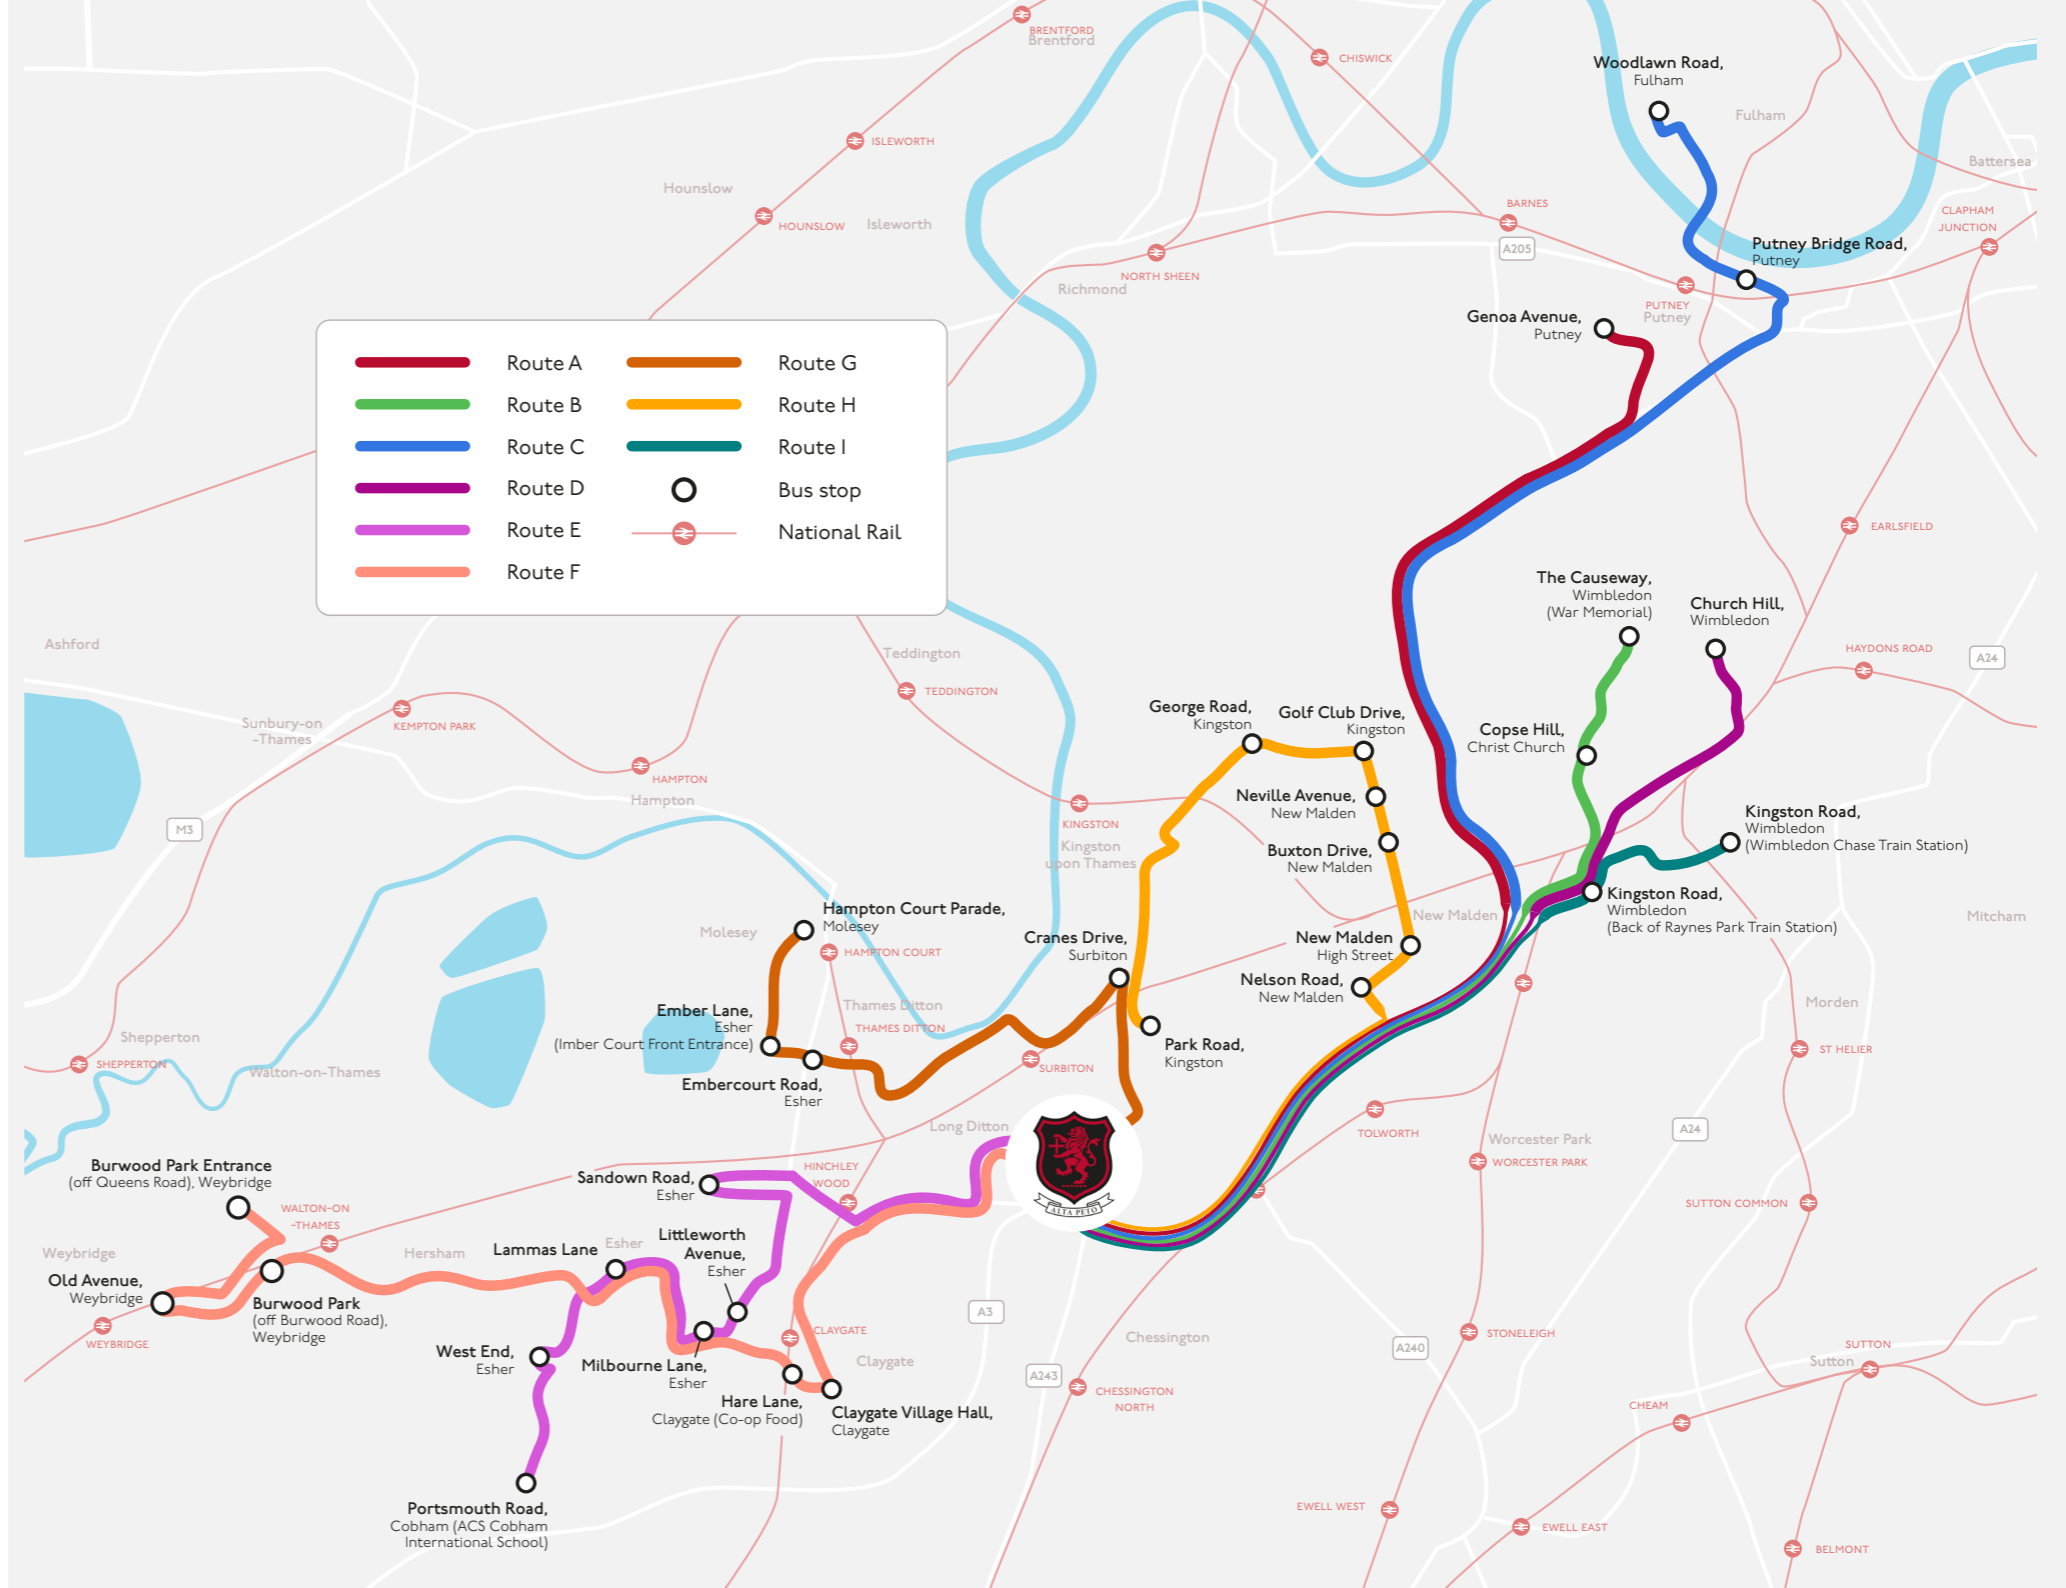 BRENTFORD
Brentford
CHISWICK
Woodlawn Road,
Fulham
Fulham
ISLEWORTH
Battersea
Hounslow
HOUNSLOW
Isleworth
BARNES
CLAPHAM
JUNCTION
A205
Putney Bridge Road,
Putney
NORTH SHEEN
Richmond
PUTNEY
Putney
Genoa Avenue,
Putney
Route A
Route B
Route C
Route D
Route E
Route F
Route G
Route H
Route I
Bus stop
National Rail
EARLSFIELD
The Causeway,
Wimbledon
(War Memorial)
Church Hill,
Wimbledon
HAYDONS ROAD
A24
Ashford
Teddington
TEDDINGTON
Sunbury-on
-Thames
KEMPTON PARK
George Road,
Kingston
Golf Club Drive,
Kingston
Copse Hill,
Christ Church
HAMPTON
Hampton
M3
KINGSTON
Kingston
upon Thames
Neville Avenue,
New Malden
Buxton Drive,
New Malden
Kingston Road,
Wimbledon
(Wimbledon Chase Train Station)
Kingston Road,
Wimbledon
(Back of Raynes Park Train Station)
New Malden
Mitcham
Hampton Court Parade,
Molesey
Molesey
HAMPTON COURT
Cranes Drive,
Surbiton
New Malden
High Street
Nelson Road,
New Malden
Ember Lane,
Esher
(Imber Court Front Entrance)
Thames Ditton
THAMES DITTON
Morden
Park Road,
Kingston
ST HELIER
Shepperton
SHEPPERTON
Walton-on-Thames
SURBITON
Embercourt Road,
Esher
Long Ditton
TOLWORTH
A24
Worcester Park
WORCESTER PARK
ALTA PETO
Burwood Park Entrance
(off Queens Road), Weybridge
Sandown Road,
Esher
HINCHLEY
WOOD
SUTTON COMMON
WALTON-ON
-THAMES
Weybridge
Hersham
Esher
Lammas Lane
Littleworth
Avenue,
Esher
Old Avenue,
Weybridge
Burwood Park
(off Burwood Road),
Weybridge
WEYBRIDGE
A3
Chessington
CLAYGATE
Claygate
A240
STONELEIGH
SUTTON
Sutton
West End,
Esher
Milbourne Lane,
Esher
A243
CHESSINGTON
NORTH
Hare Lane,
Claygate (Co-op Food)
Claygate Village Hall,
Claygate
CHEAM
Portsmouth Road,
Cobham (ACS Cobham
International School)
EWELL WEST
EWELL EAST
BELMONT